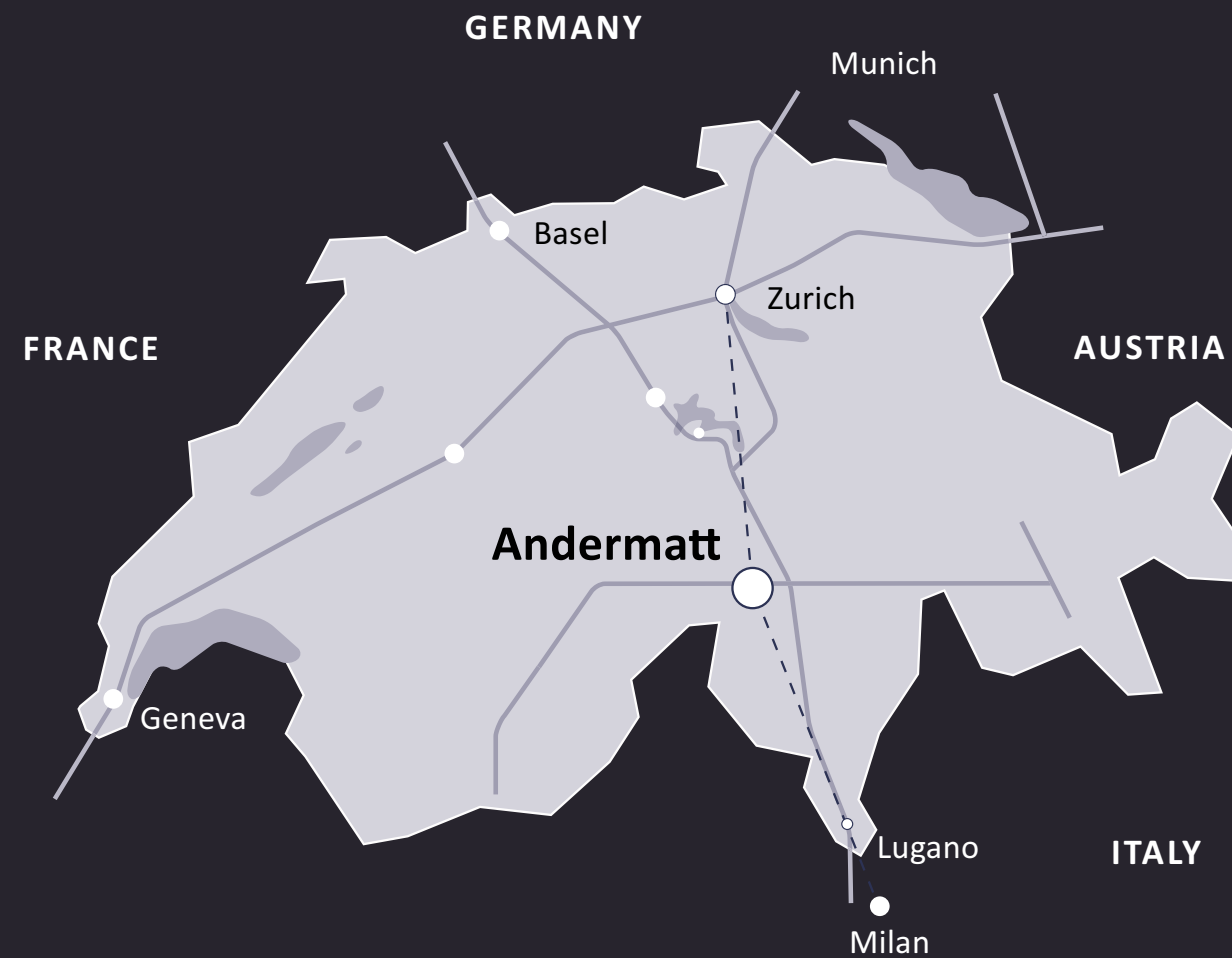 GERMANY
Munich
Basel
Zurich
FRANCE
AUSTRIA
Andermatt
Geneva
Lugano
ITALY
Milan